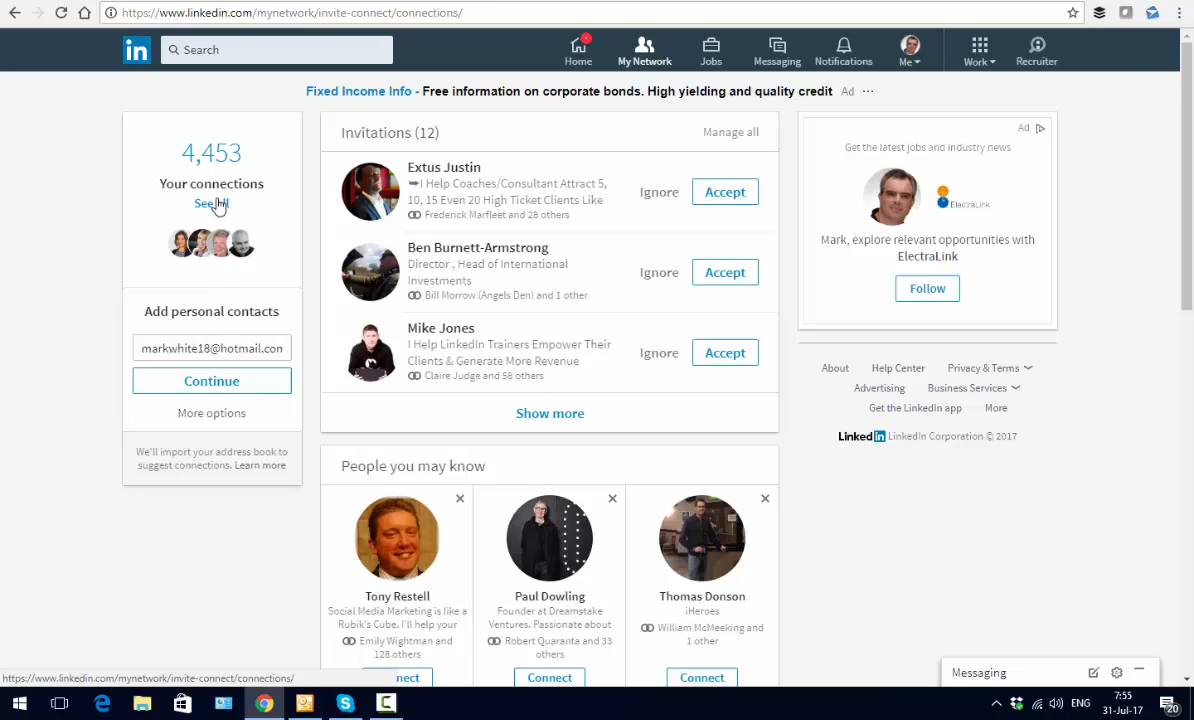 https://www.linkedin.com/mynetwork/invite-connect/connections/
in
Search
Home
My Network
Jobs
Messaging
Notifications
Me
Work
Recruiter
Fixed Income Info - Free information on corporate bonds. High yielding and quality credit Ad ···
4,453
Your connections
See all
Add personal contacts
markwhite18@hotmail.con
Continue
More options
We'll import your address book to
suggest connections. Learn more
Invitations (12)
Manage all
Extus Justin
➥I Help Coaches/Consultant Attract 5,
10, 15 Even 20 High Ticket Clients Like
Frederick Marfleet and 28 others
Ignore
Accept
Ben Burnett-Armstrong
Director , Head of International
Investments
Bill Morrow (Angels Den) and 1 other
Ignore
Accept
Mike Jones
I Help LinkedIn Trainers Empower Their
Clients & Generate More Revenue
Claire Judge and 58 others
Ignore
Accept
Show more
People you may know
Tony Restell
Social Media Marketing is like a
Rubik's Cube. I'll help your
Emily Wightman and
128 others
nect
Paul Dowling
Founder at Dreamstake
Ventures. Passionate about
Robert Quaranta and 33
others
Connect
Thomas Donson
iHeroes
William McMeeking and
1 other
Connect
Ad
Get the latest jobs and industry news
ElectraLink
Mark, explore relevant opportunities with
ElectraLink
Follow
About
Help Center
Privacy & Terms
Advertising
Business Services
Get the LinkedIn app
More
Linked in LinkedIn Corporation © 2017
Messaging
https://www.linkedin.com/mynetwork/invite-connect/connections/
ENG
7:55
31-Jul-17
20